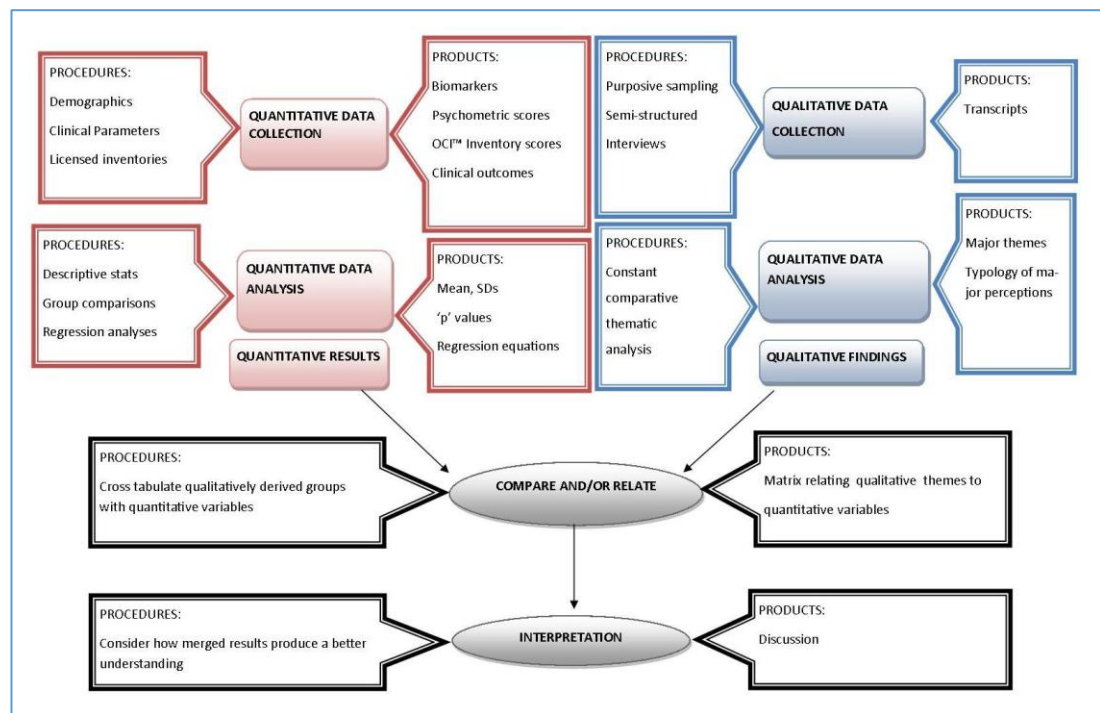 PROCEDURES:
Demographics
Clinical Parameters
Licensed inventories
QUANTITATIVE DATA
COLLECTION
PRODUCTS:
Biomarkers
Psychometric scores
OCI™ Inventory scores
Clinical outcomes
PROCEDURES:
Purposive sampling
Semi-structured
Interviews
QUALITATIVE DATA
COLLECTION
PRODUCTS:
Transcripts
PROCEDURES:
Descriptive stats
Group comparisons
Regression analyses
QUANTITATIVE DATA
ANALYSIS
QUANTITATIVE RESULTS
PRODUCTS:
Mean, SDs
‘p’ values
Regression equations
PROCEDURES:
Constant
comparative
thematic
analysis
QUALITATIVE DATA
ANALYSIS
QUALITATIVE FINDINGS
PRODUCTS:
Major themes
Typology of ma-
jor perceptions
PROCEDURES:
Cross tabulate qualitatively derived groups
with quantitative variables
COMPARE AND/OR RELATE
PRODUCTS:
Matrix relating qualitative themes to
quantitative variables
PROCEDURES:
Consider how merged results produce a better
understanding
INTERPRETATION
PRODUCTS:
Discussion